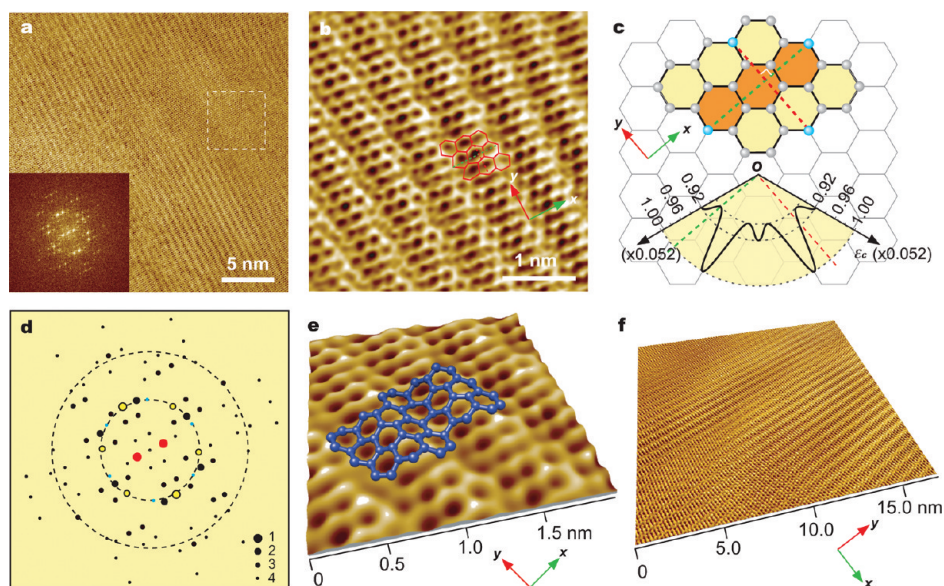 a
5 nm
b
y
x
1 nm
c
y
x
O
0.92
0.96
1.00
(x0.052)
0.92
0.96
1.00
εc (x0.052)
d
1
2
3
4
e
0
0.5
1.0
1.5 nm
y
x
f
0
5.0
10.0
15.0 nm
y
x